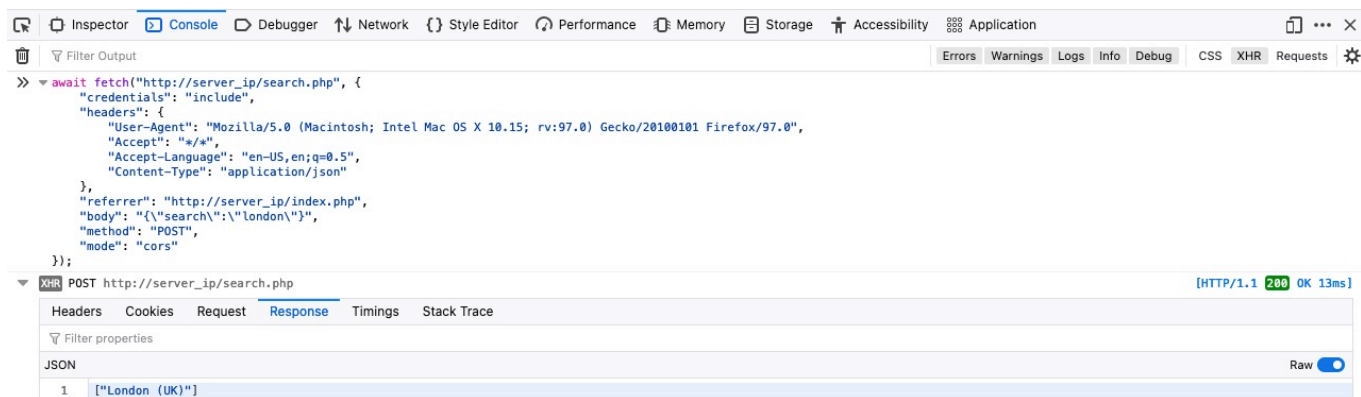 Inspector Console Debugger Network {} Style Editor Performance Memory Storage Accessibility Application
Filter Output Errors Warnings Logs Info Debug CSS XHR Requests
await fetch("http://server_ip/search.php", {
    "credentials": "include",
    "headers": {
        "User-Agent": "Mozilla/5.0 (Macintosh; Intel Mac OS X 10.15; rv:97.0) Gecko/20100101 Firefox/97.0",
        "Accept": "*/*",
        "Accept-Language": "en-US,en;q=0.5",
        "Content-Type": "application/json"
    },
    "referrer": "http://server_ip/index.php",
    "body": "{\"search\":\"london\"}",
    "method": "POST",
    "mode": "cors"
});
XHR POST http://server_ip/search.php [HTTP/1.1 200 OK 13ms]
Headers Cookies Request Response Timings Stack Trace
Filter properties
JSON Raw
1 ["London (UK)"]